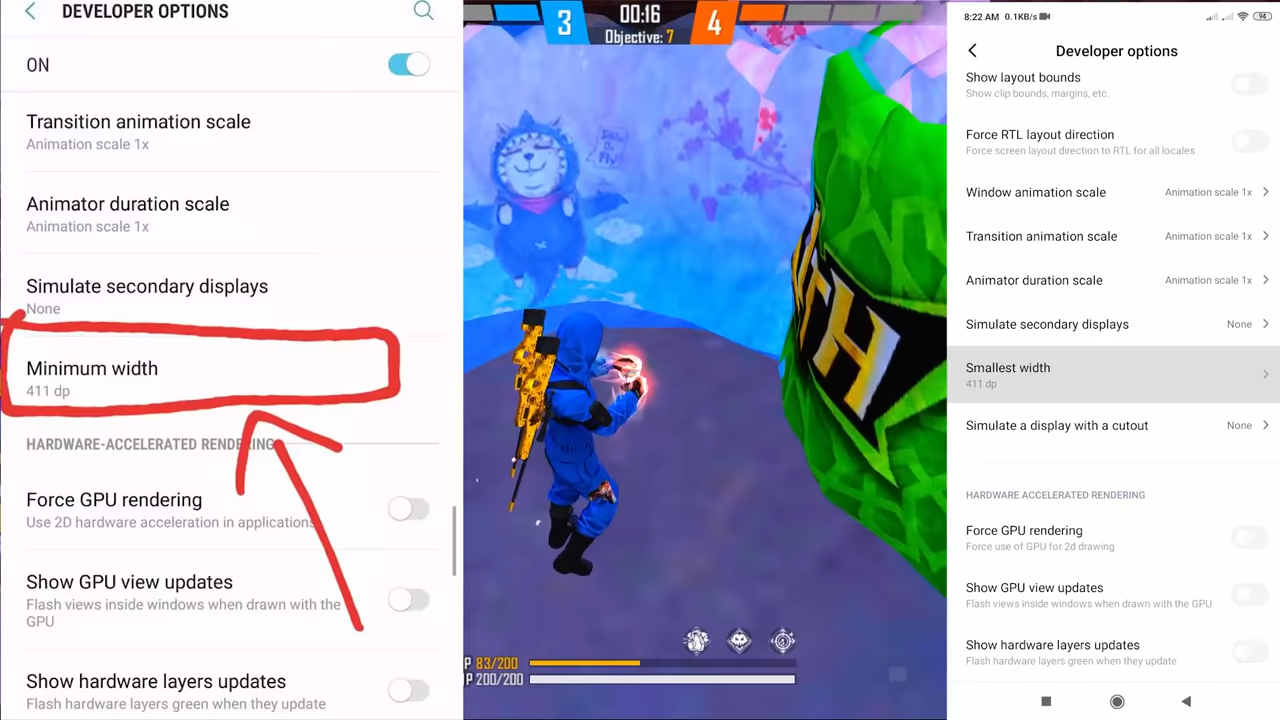 DEVELOPER OPTIONS
ON
Transition animation scale
Animation scale 1x
Animator duration scale
Animation scale 1x
Simulate secondary displays
None
Minimum width
411 dp
HARDWARE-ACCELERATED RENDERING
Force GPU rendering
Use 2D hardware acceleration in applications
Show GPU view updates
Flash views inside windows when drawn with the
GPU
Show hardware layers updates
Flash hardware layers green when they update
3
00:16
4
Objective: 7
P 83/200
P 200/200
8:22 AM 0.1KB/s
94
Developer options
Show layout bounds
Show clip bounds, margins, etc.
Force RTL layout direction
Force screen layout direction to RTL for all locales
Window animation scale Animation scale 1x
Transition animation scale Animation scale 1x
Animator duration scale Animation scale 1x
Simulate secondary displays None
Smallest width
411 dp
Simulate a display with a cutout None
HARDWARE ACCELERATED RENDERING
Force GPU rendering
Force use of GPU for 2d drawing
Show GPU view updates
Flash views inside windows when drawn with the GPU
Show hardware layers updates
Flash hardware layers green when they update